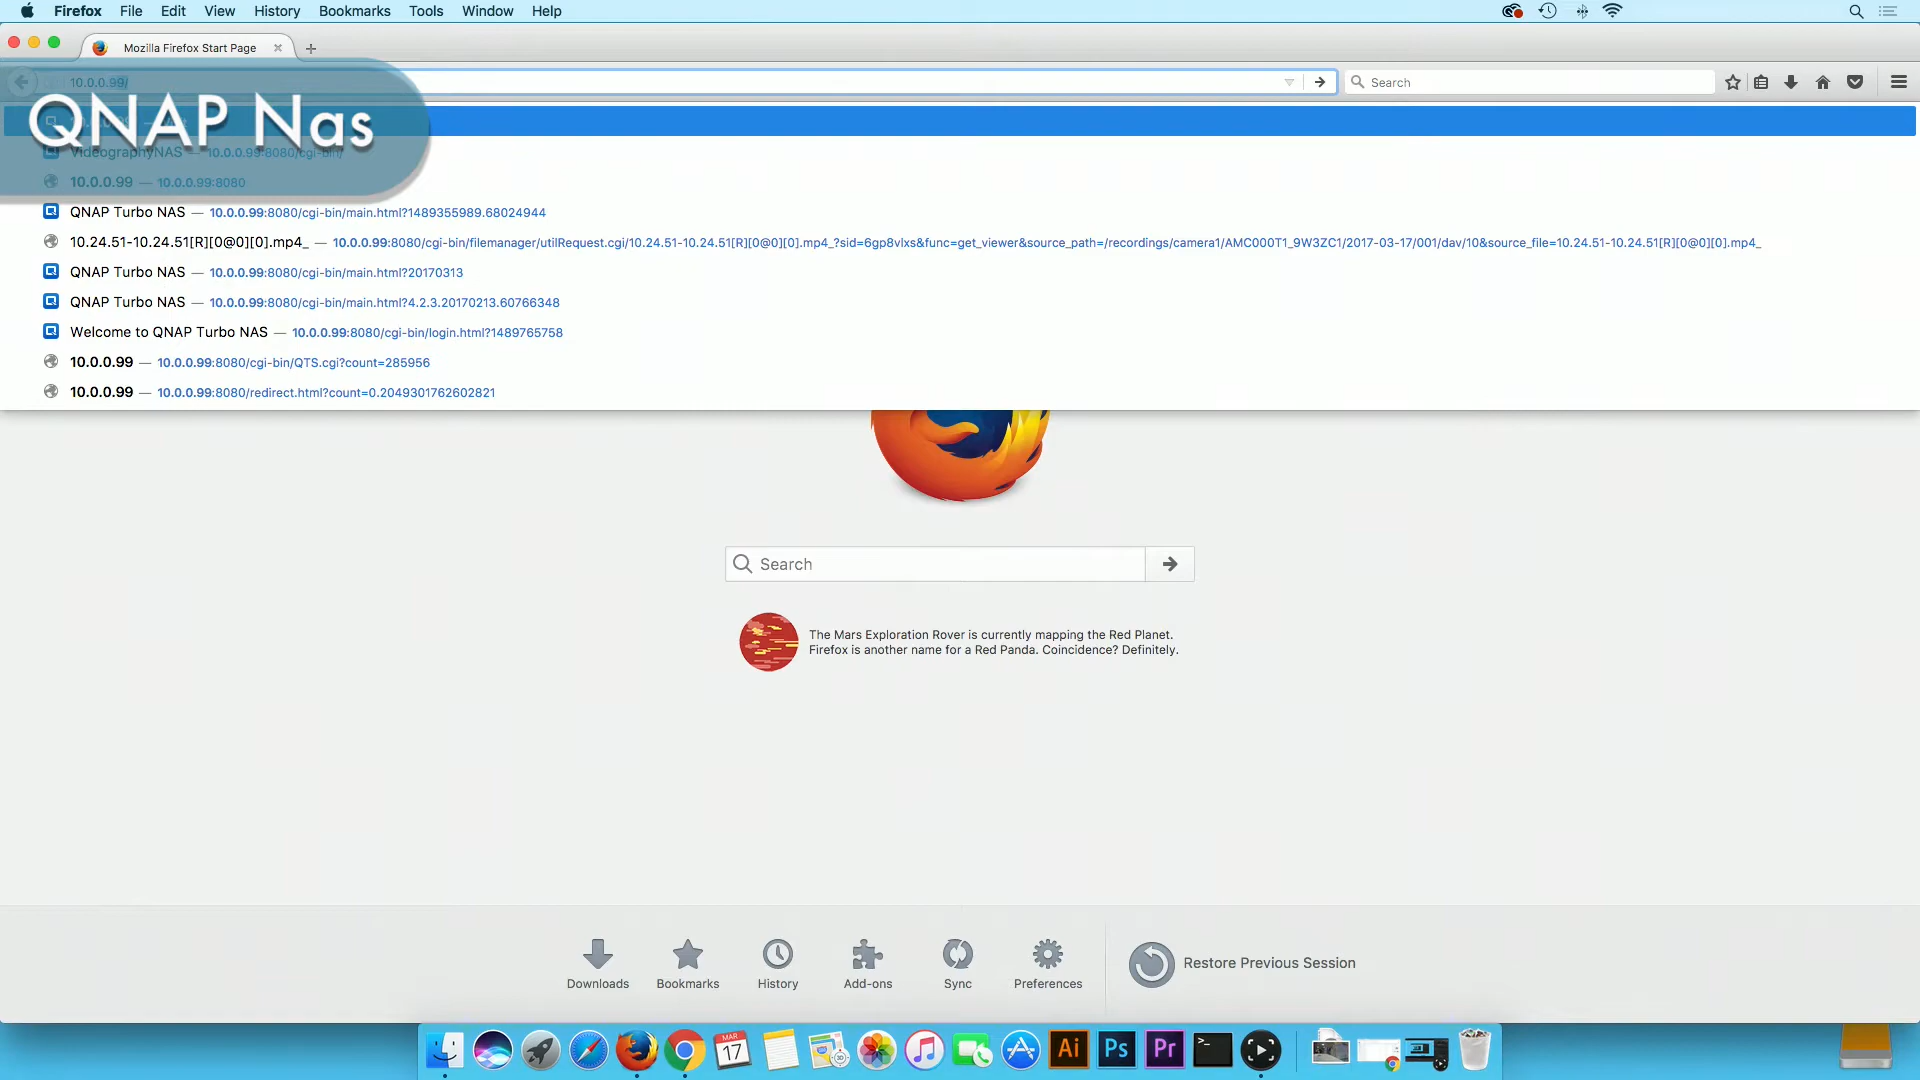 Firefox File Edit View History Bookmarks Tools Window Help
Mozilla Firefox Start Page
10.0.0.99/
Search
QNAP Nas
VideographyNAS — 10.0.0.99:8080/cgi-bin/
10.0.0.99 — 10.0.0.99:8080
QNAP Turbo NAS — 10.0.0.99:8080/cgi-bin/main.html?1489355989.68024944
10.24.51-10.24.51[R][0@0][0].mp4_ — 10.0.0.99:8080/cgi-bin/filemanager/utilRequest.cgi/10.24.51-10.24.51[R][0@0][0].mp4_?sid=6gp8vlxs&func=get_viewer&source_path=/recordings/camera1/AMC000T1_9W3ZC1/2017-03-17/001/dav/10&source_file=10.24.51-10.24.51[R][0@0][0].mp4_
QNAP Turbo NAS — 10.0.0.99:8080/cgi-bin/main.html?20170313
QNAP Turbo NAS — 10.0.0.99:8080/cgi-bin/main.html?4.2.3.20170213.60766348
Welcome to QNAP Turbo NAS — 10.0.0.99:8080/cgi-bin/login.html?1489765758
10.0.0.99 — 10.0.0.99:8080/cgi-bin/QTS.cgi?count=285956
10.0.0.99 — 10.0.0.99:8080/redirect.html?count=0.2049301762602821
Search
The Mars Exploration Rover is currently mapping the Red Planet.
Firefox is another name for a Red Panda. Coincidence? Definitely.
Downloads
Bookmarks
History
Add-ons
Sync
Preferences
Restore Previous Session
MAR
17
3D
Ai
Ps
Pr
>_